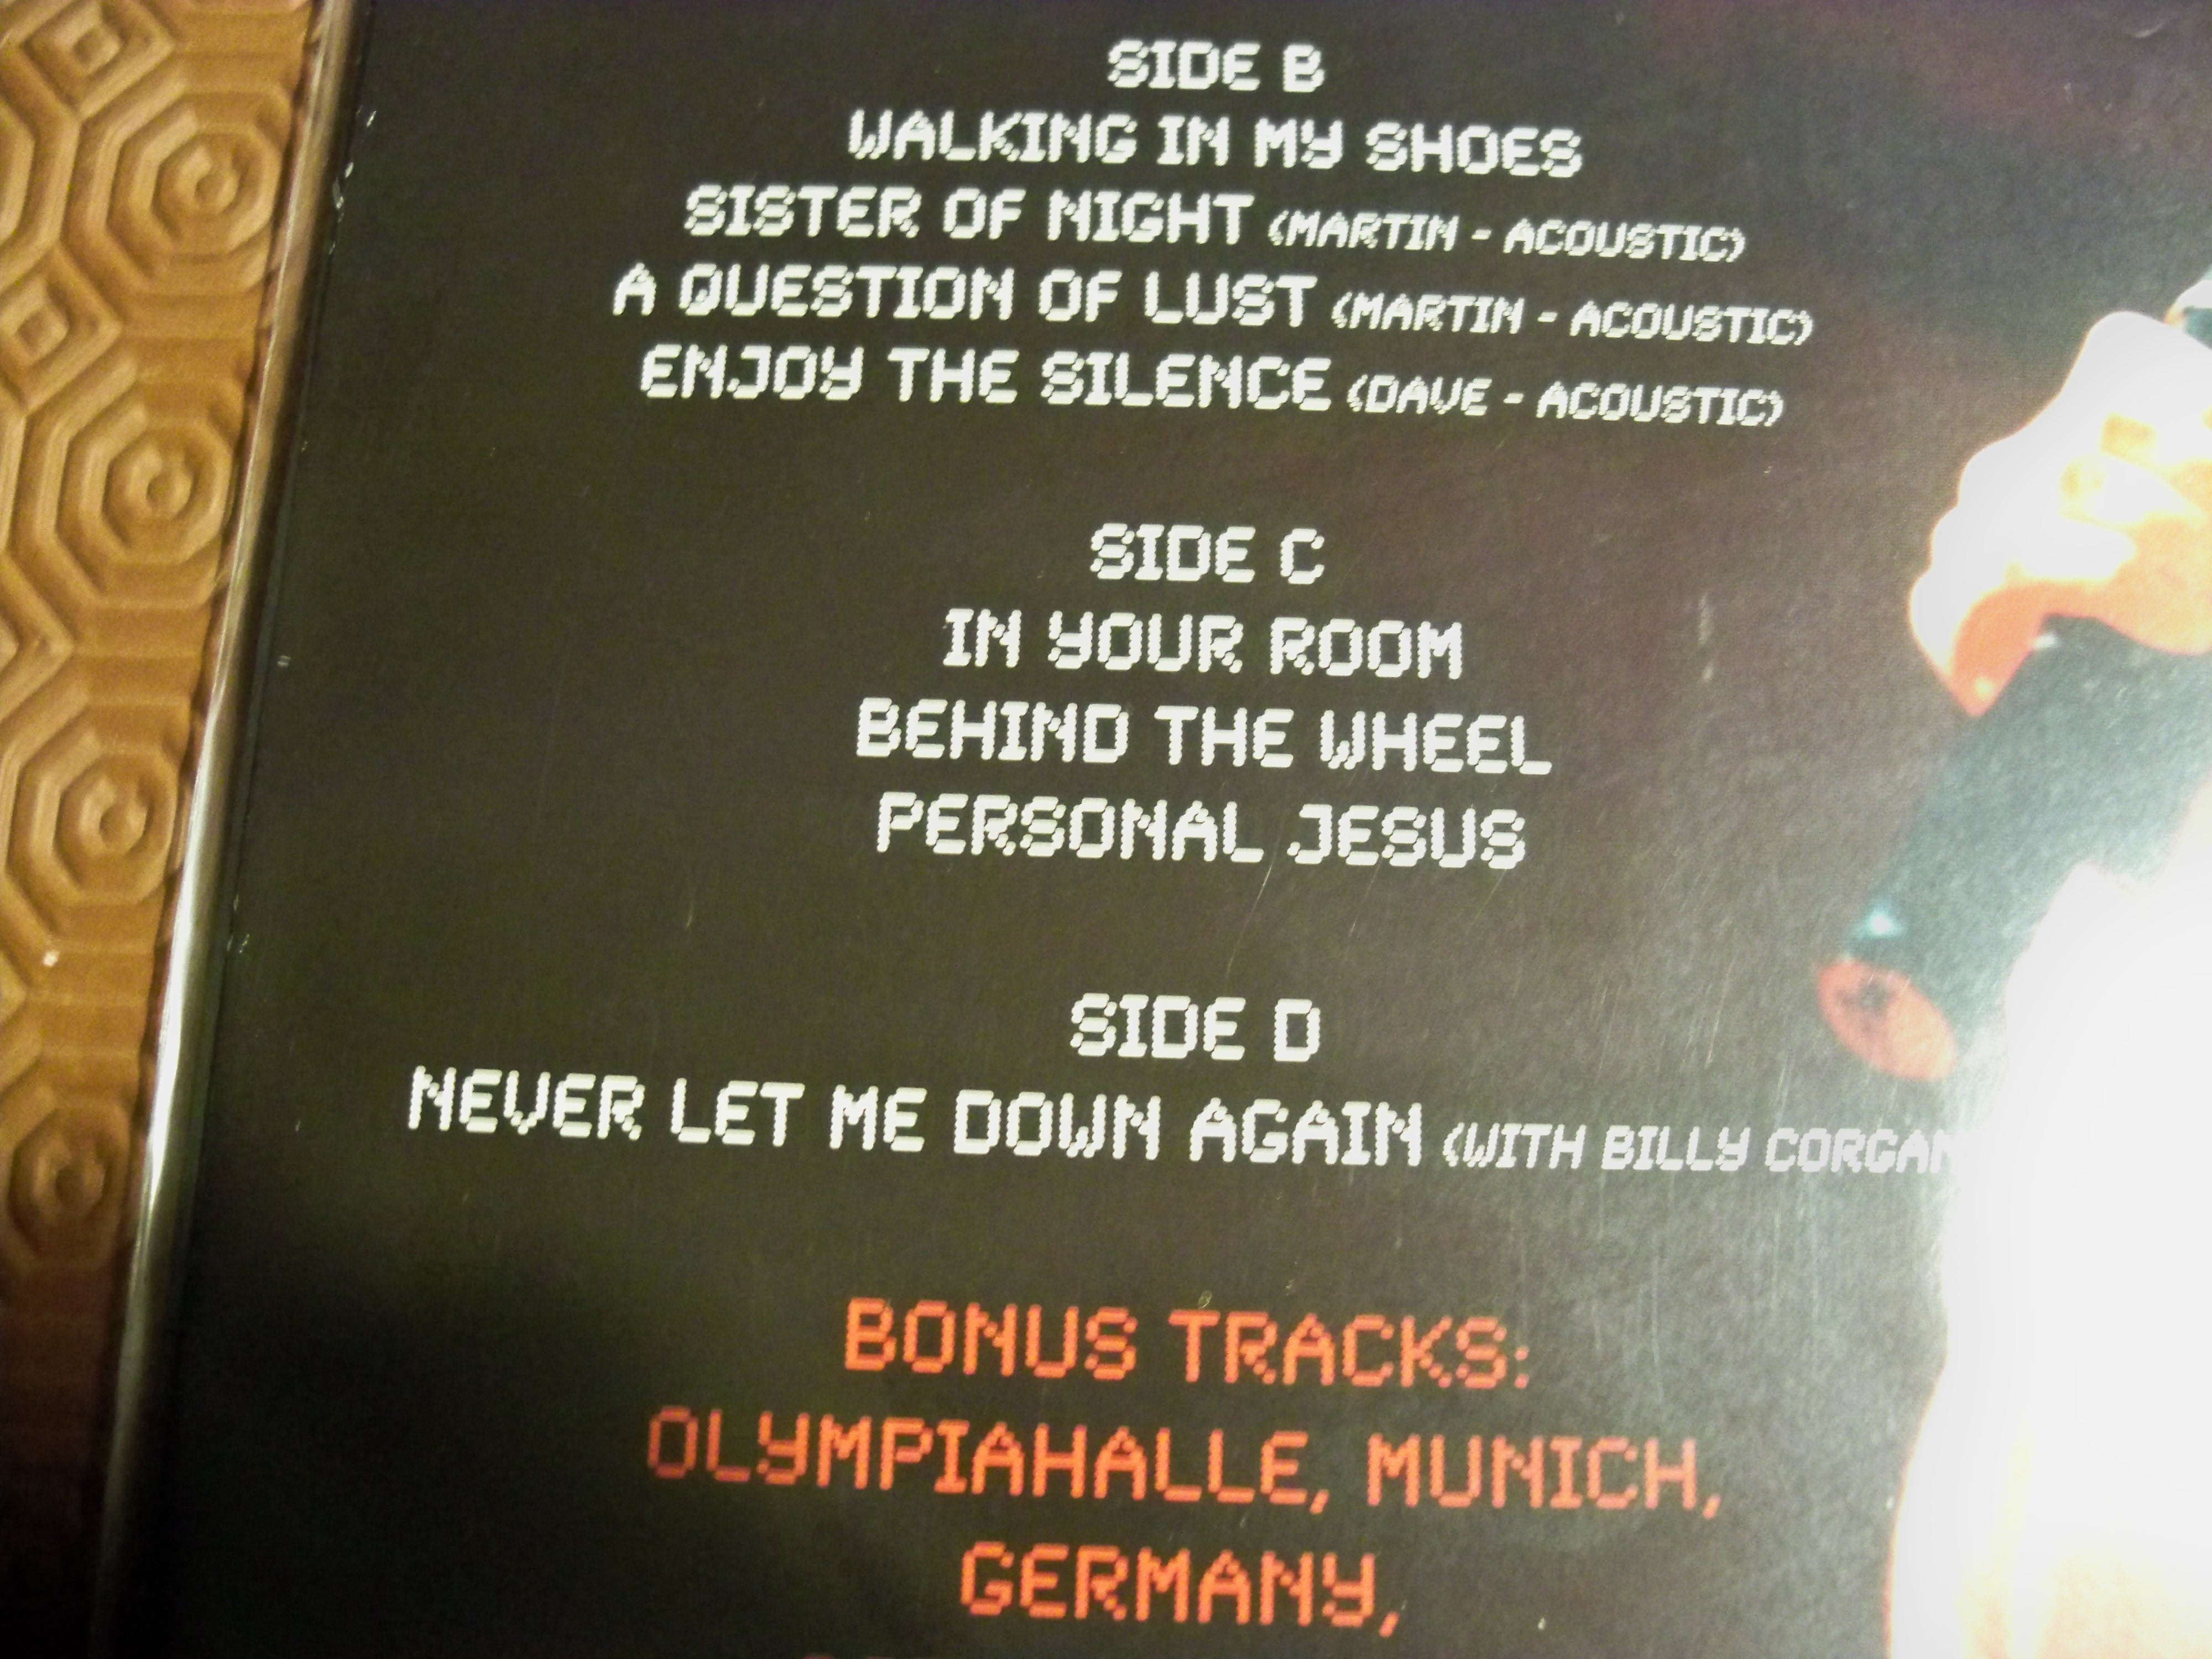 SIDE B
WALKING IN MY SHOES
SISTER OF NIGHT (MARTIN - ACOUSTIC)
A QUESTION OF LUST (MARTIN - ACOUSTIC)
ENJOY THE SILENCE (DAVE - ACOUSTIC)
SIDE C
IN YOUR ROOM
BEHIND THE WHEEL
PERSONAL JESUS
SIDE D
NEVER LET ME DOWN AGAIN (WITH BILLY CORGAN
BONUS TRACKS:
OLYMPIAHALLE, MUNICH,
GERMANY,